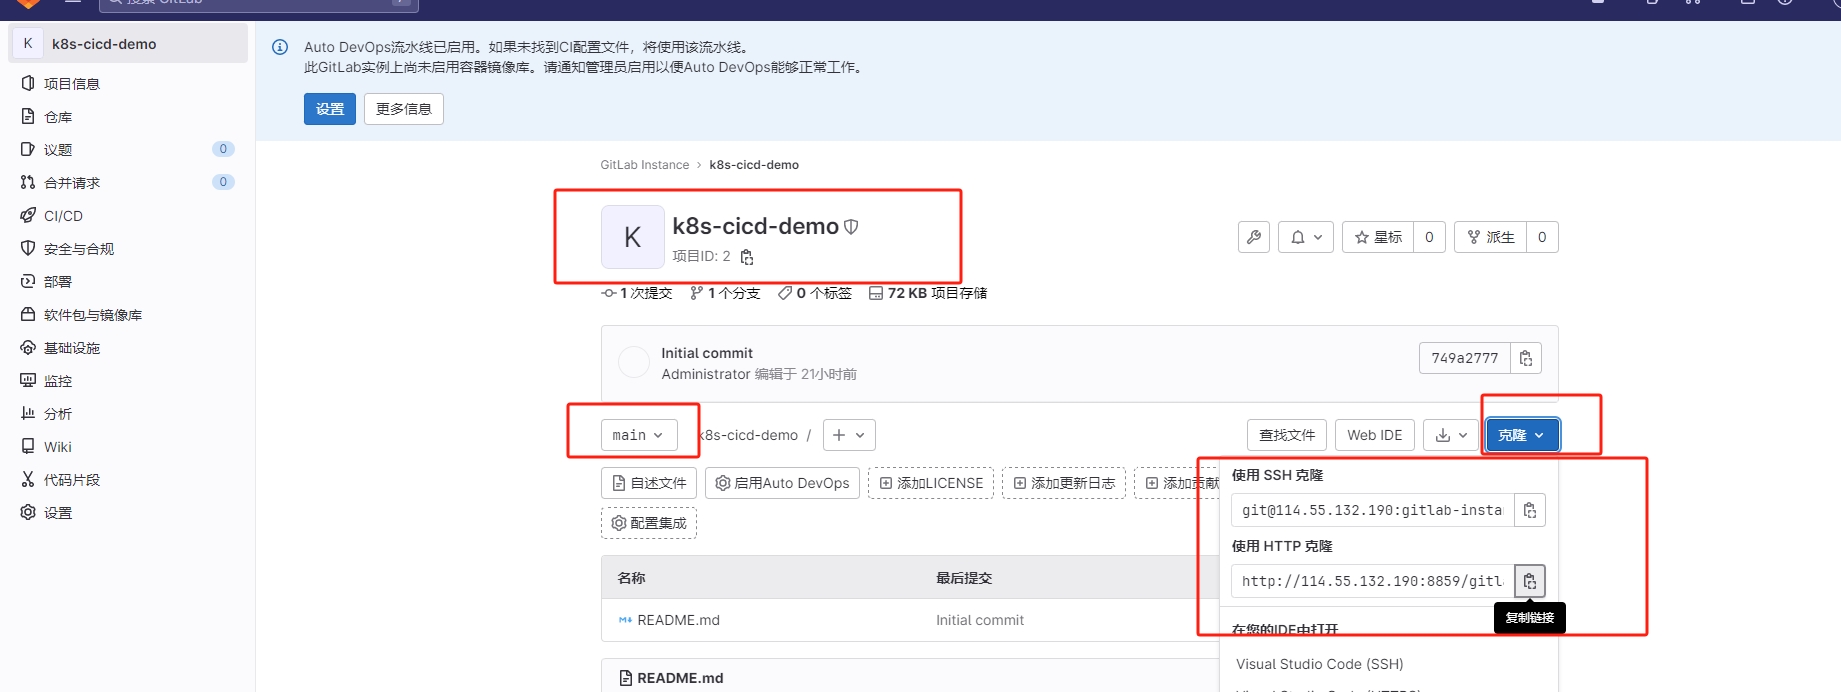 搜索 GitLab
K k8s-cicd-demo
项目信息
仓库
议题 0
合并请求 0
CI/CD
安全与合规
部署
软件包与镜像库
基础设施
监控
分析
Wiki
代码片段
设置
Auto DevOps流水线已启用。如果未找到CI配置文件，将使用该流水线。
此GitLab实例上尚未启用容器镜像库。请通知管理员启用以便Auto DevOps能够正常工作。
设置 更多信息
GitLab Instance › k8s-cicd-demo
K
k8s-cicd-demo
项目ID: 2
星标 0 派生 0
1 次提交 1 个分支 0 个标签 72 KB 项目存储
Initial commit
Administrator 编辑于 21小时前
749a2777
main k8s-cicd-demo / +
查找文件 Web IDE 克隆
自述文件 启用Auto DevOps 添加LICENSE 添加更新日志 添加贡献
配置集成
名称 最后提交
README.md Initial commit
README.md
使用 SSH 克隆
git@114.55.132.190:gitlab-insta
使用 HTTP 克隆
http://114.55.132.190:8859/gitl
复制链接
在您的IDE中打开
Visual Studio Code (SSH)